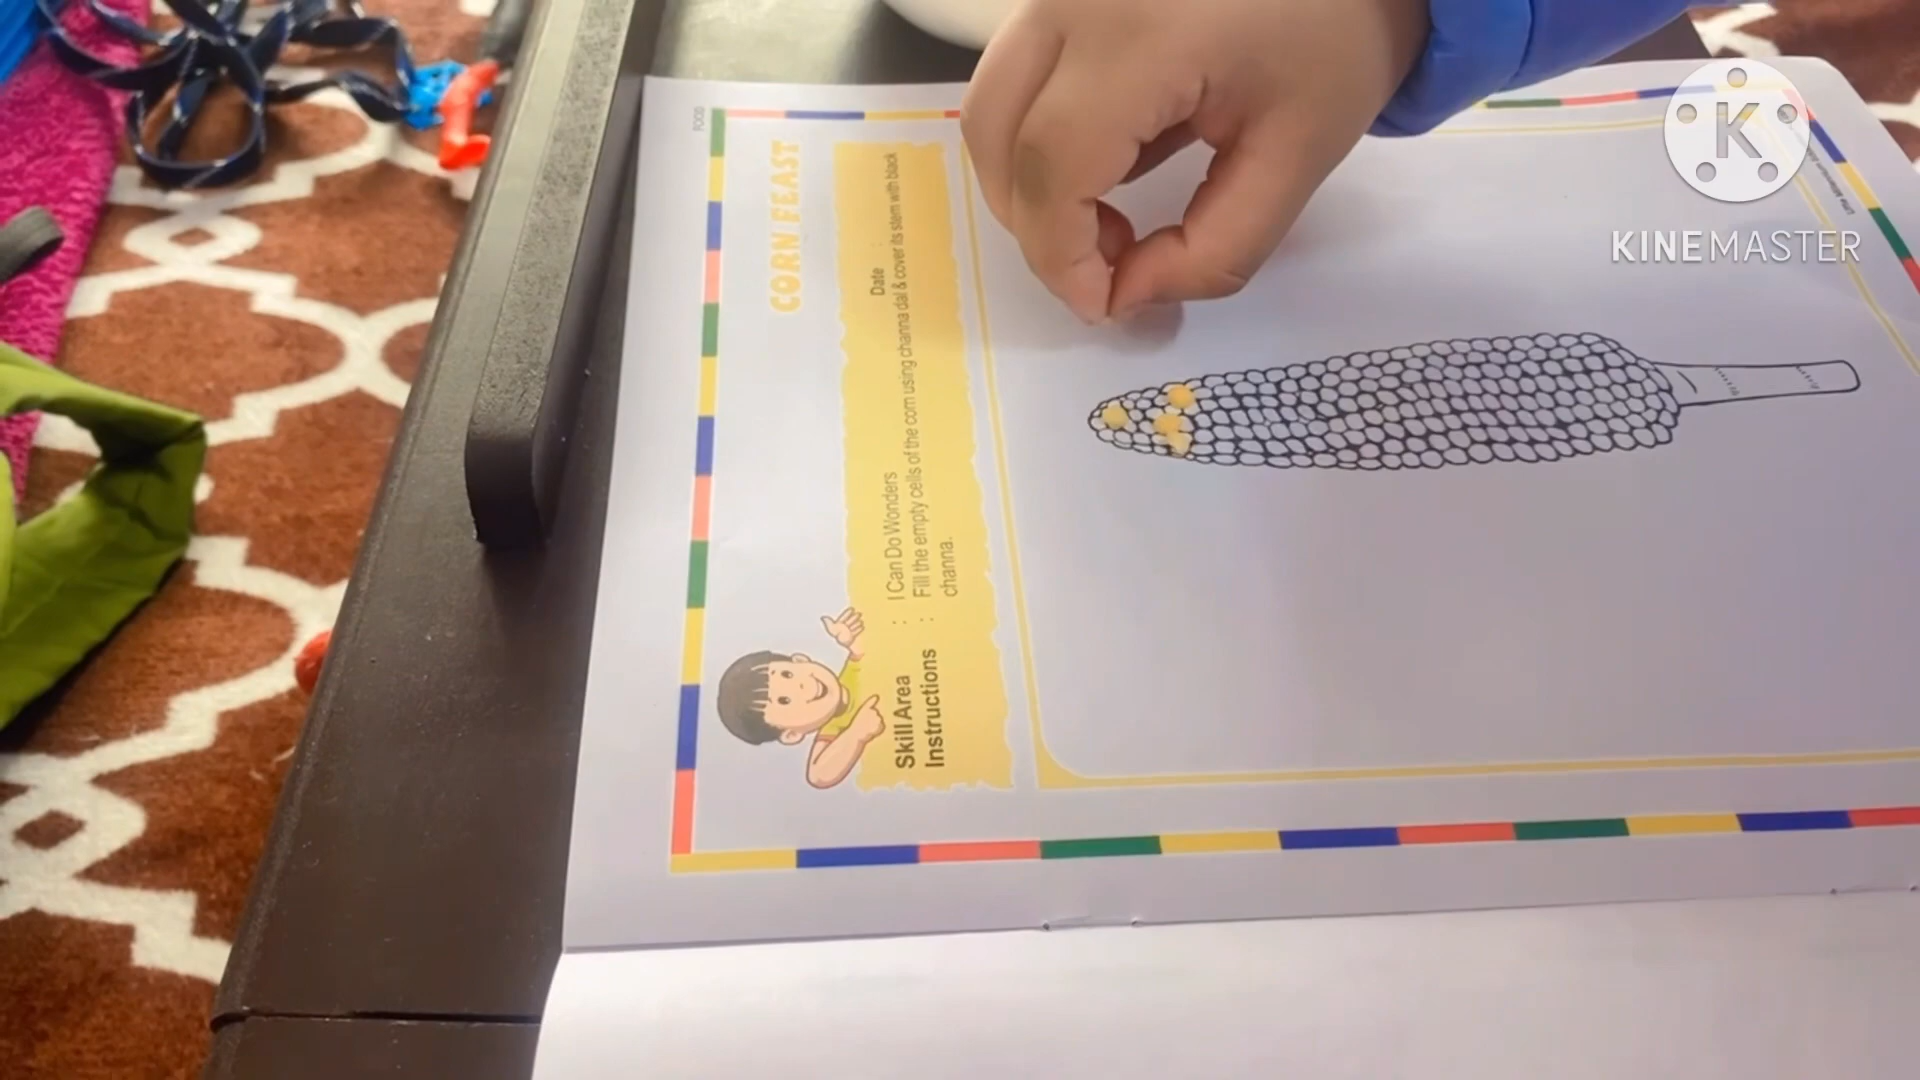 FOOD
CORN FEAST
Date :
Skill Area : I Can Do Wonders
Instructions : Fill the empty cells of the corn using channa dal & cover its stem with black
channa.
K
KINEMASTER